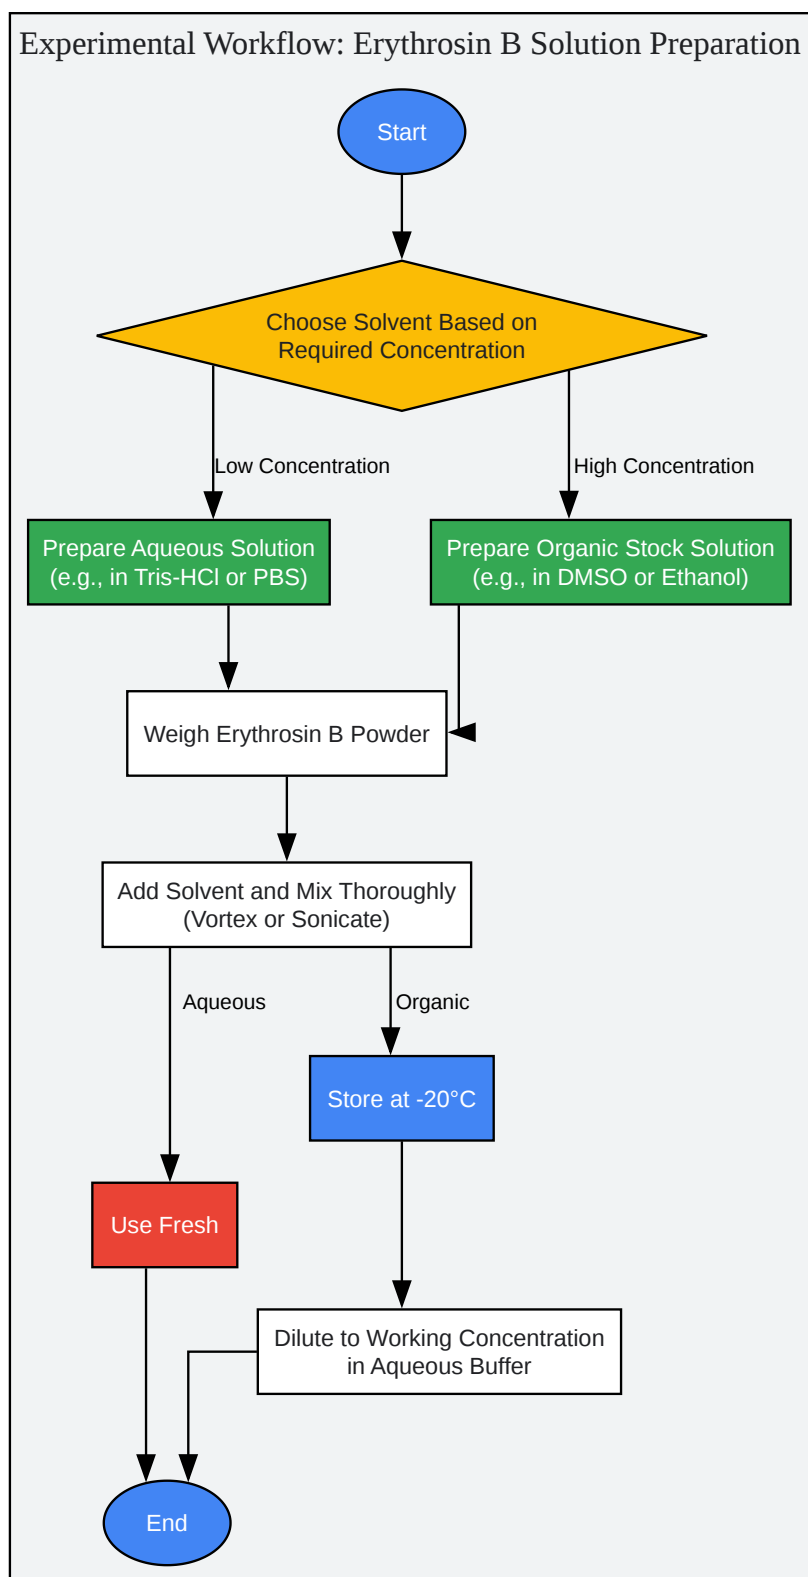 Experimental Workflow: Erythrosin B Solution Preparation
Start
Choose Solvent Based on
Required Concentration
Low Concentration
High Concentration
Prepare Aqueous Solution
(e.g., in Tris-HCl or PBS)
Prepare Organic Stock Solution
(e.g., in DMSO or Ethanol)
Weigh Erythrosin B Powder
Add Solvent and Mix Thoroughly
(Vortex or Sonicate)
Aqueous
Organic
Store at -20°C
Use Fresh
Dilute to Working Concentration
in Aqueous Buffer
End